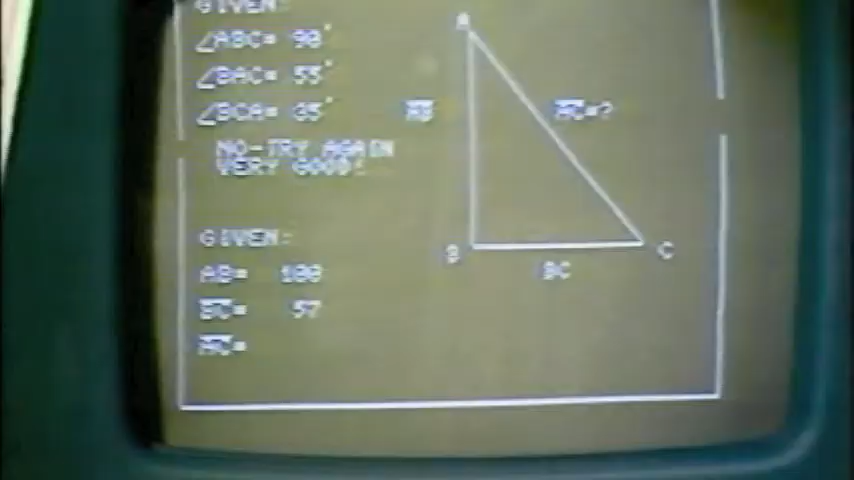 GIVEN:
∠ABC= 90°
∠BAC= 55°
∠BCA= 35°
NO-TRY AGAIN
VERY GOOD!
GIVEN:
AB= 100
BC= 57
AC=
A
AB
AC=?
B
C
BC